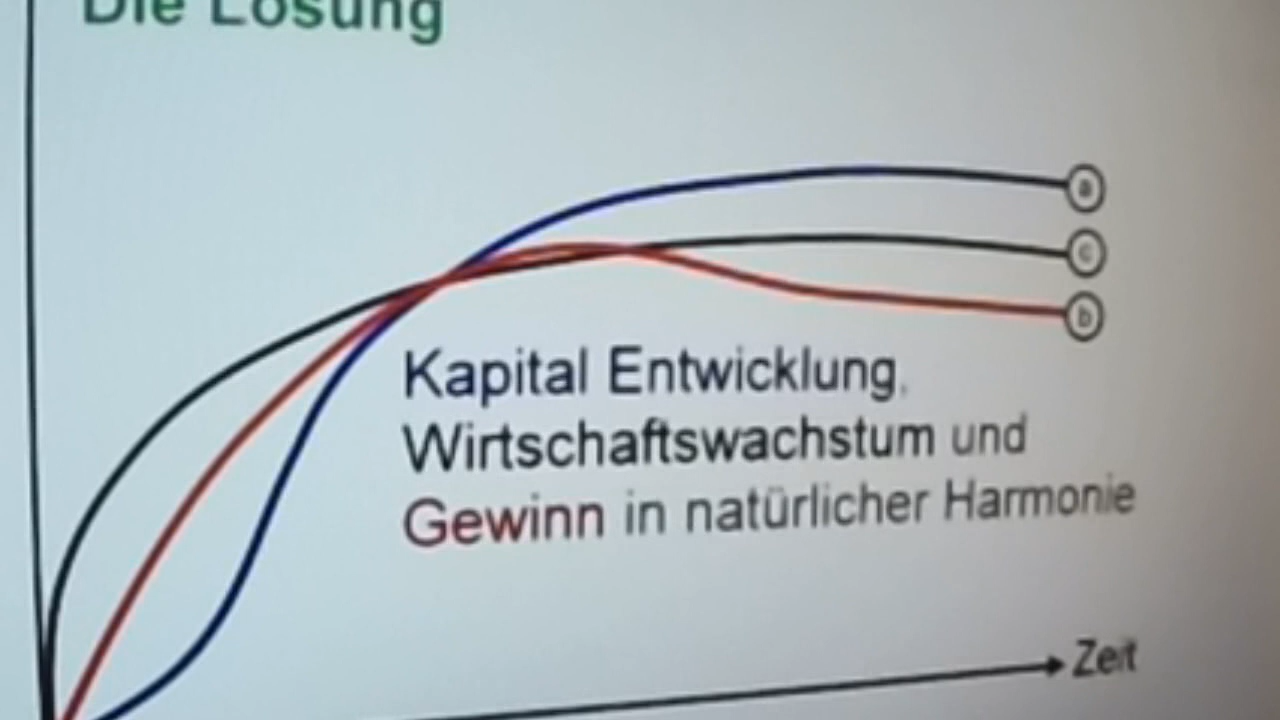 Die Lösung
a
c
b
Kapital Entwicklung,
Wirtschaftswachstum und
Gewinn in natürlicher Harmonie
Zeit